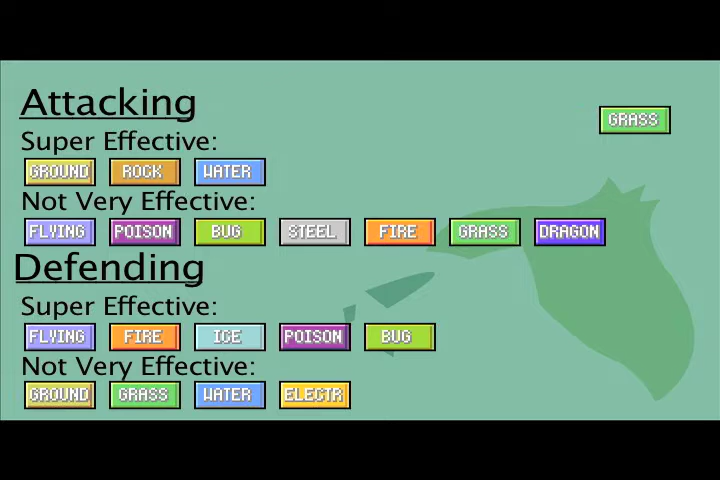 Attacking
GRASS
Super Effective:
GROUND ROCK WATER
Not Very Effective:
FLYING POISON BUG STEEL FIRE GRASS DRAGON
Defending
Super Effective:
FLYING FIRE ICE POISON BUG
Not Very Effective:
GROUND GRASS WATER ELECTR